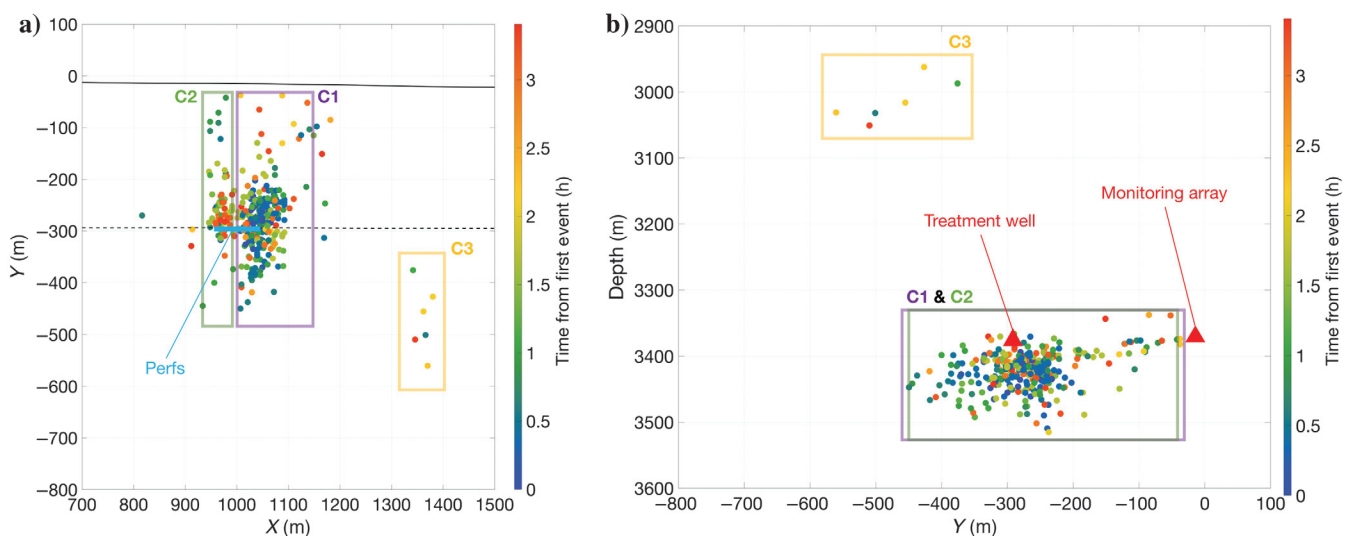 a)
100
0
−100
−200
−300
−400
−500
−600
−700
−800
Y (m)
700 800 900 1000 1100 1200 1300 1400 1500
X (m)
C2 C1
C3
Perfs
3
2.5
2
1.5
1
0.5
0
Time from first event (h)
b)
2900
3000
3100
3200
3300
3400
3500
3600
Depth (m)
−800 −700 −600 −500 −400 −300 −200 −100 0 100
Y (m)
C3
Monitoring array
Treatment well
C1 & C2
3
2.5
2
1.5
1
0.5
0
Time from first event (h)